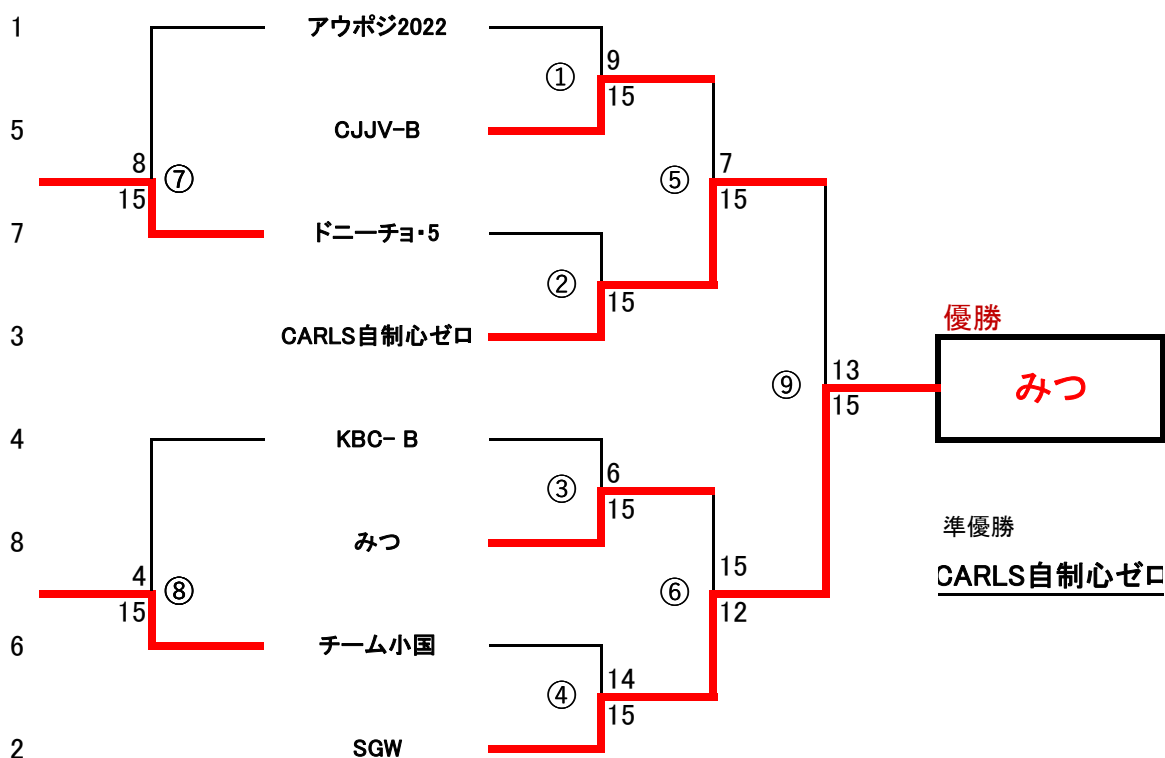 1 アウポジ2022
9
①
15
5 CJJV-B
8 ⑦ ⑤ 7
15 15
7 ドニーチョ・5
②
15
3 CARLS自制心ゼロ
優勝
⑨ 13
みつ
15
4 KBC- B
③ 6
15
8 みつ
準優勝
4 ⑧ ⑥ 15
CARLS自制心ゼロ
15 12
6 チーム小国
④ 14
15
2 SGW